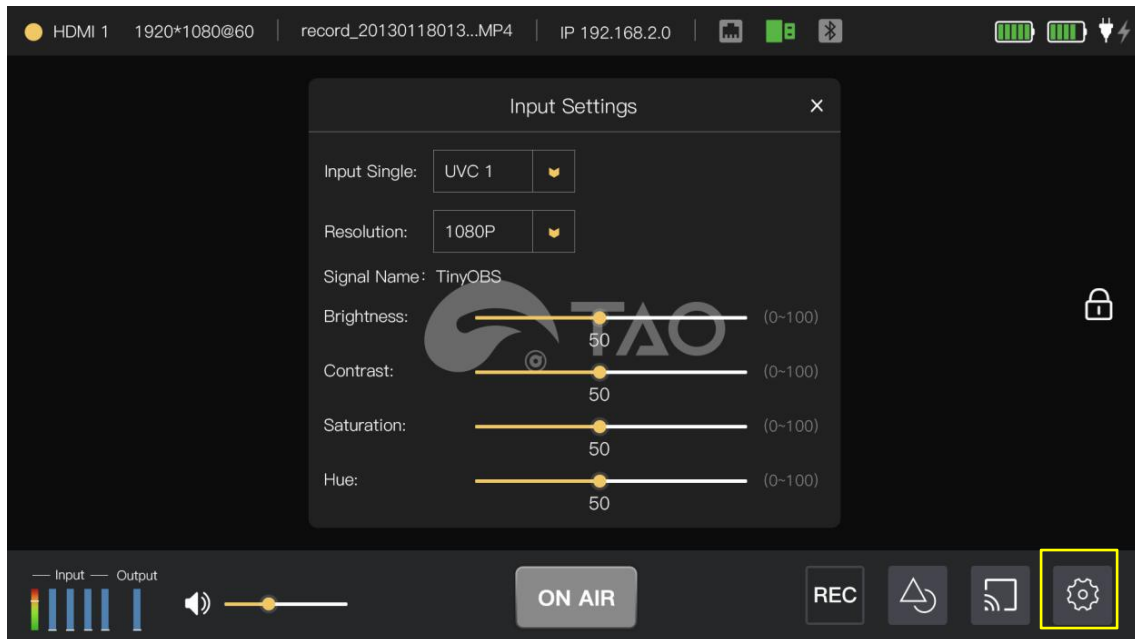 HDMI 1 1920*1080@60 record_20130118013...MP4 IP 192.168.2.0
Input Settings ×
Input Single: UVC 1
Resolution: 1080P
Signal Name: TinyOBS
TAO
Brightness: (0~100)
50
Contrast: (0~100)
50
Saturation: (0~100)
50
Hue: (0~100)
50
Input Output
ON AIR
REC